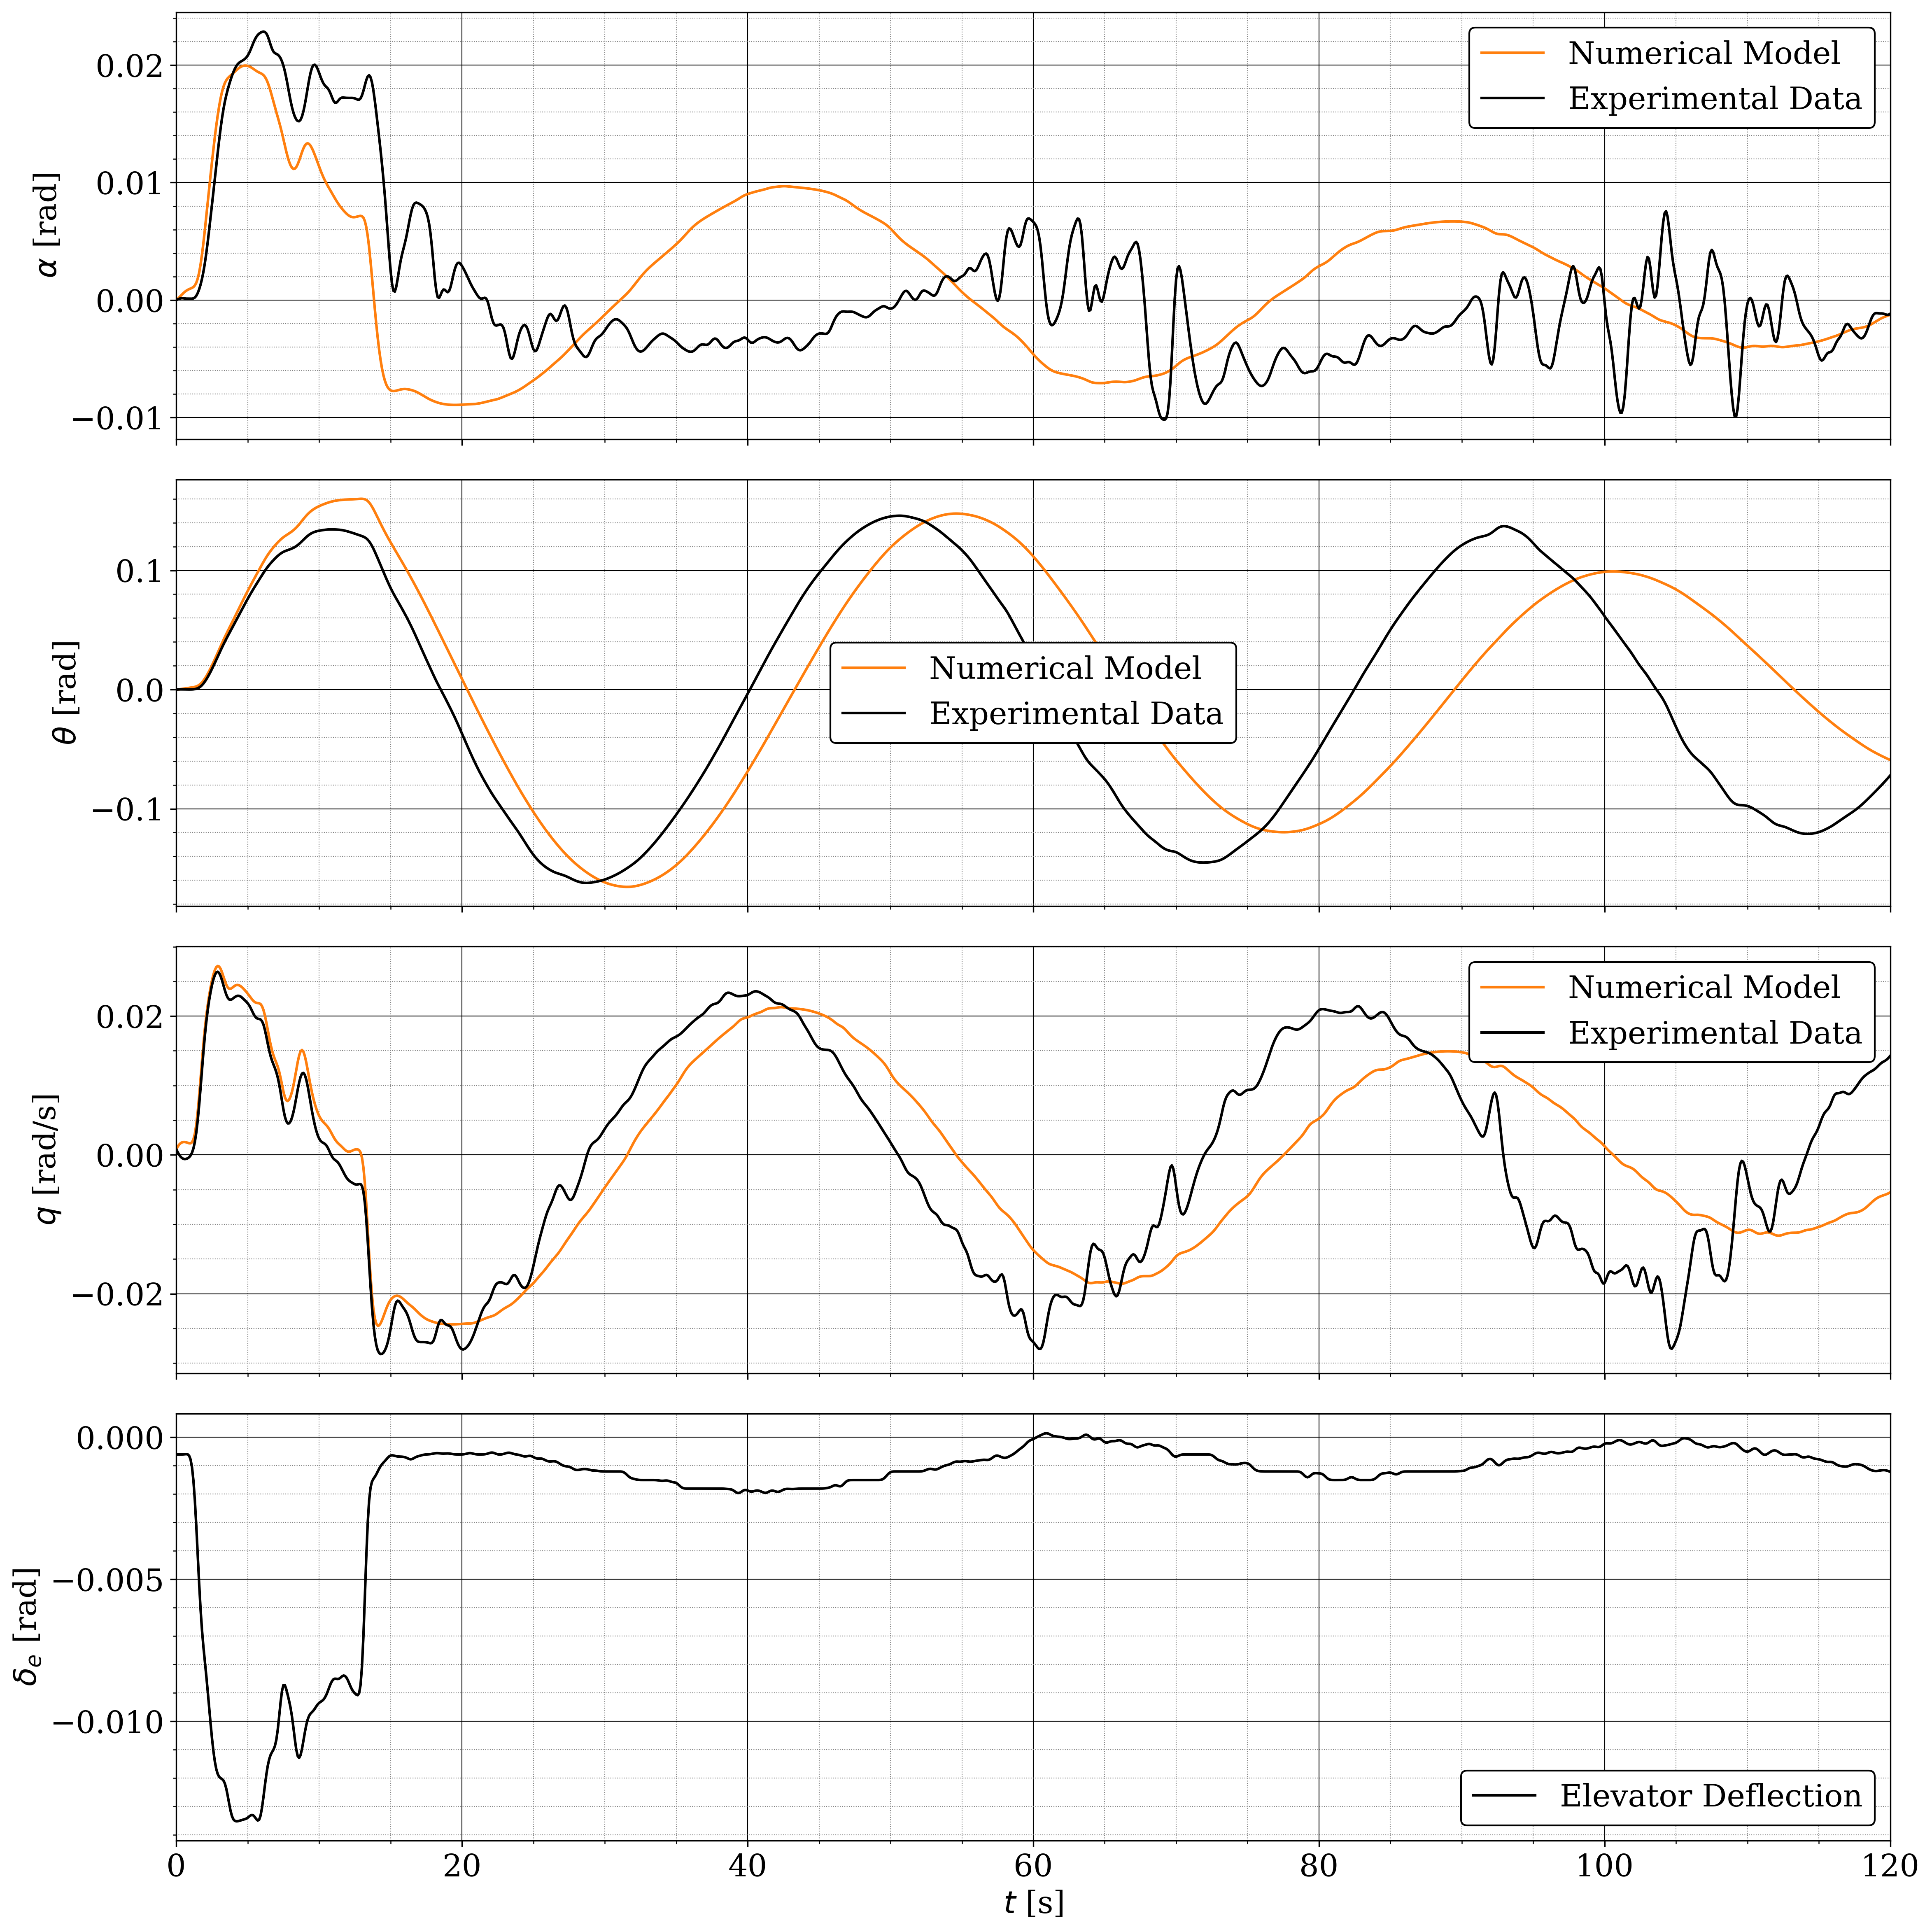 0.02
0.01
0.00
−0.01
α [rad]
Numerical Model
Experimental Data
0.1
0.0
−0.1
θ [rad]
Numerical Model
Experimental Data
0.02
0.00
−0.02
q [rad/s]
Numerical Model
Experimental Data
0.000
−0.005
−0.010
δe [rad]
Elevator Deflection
0 20 40 60 80 100 120
t [s]